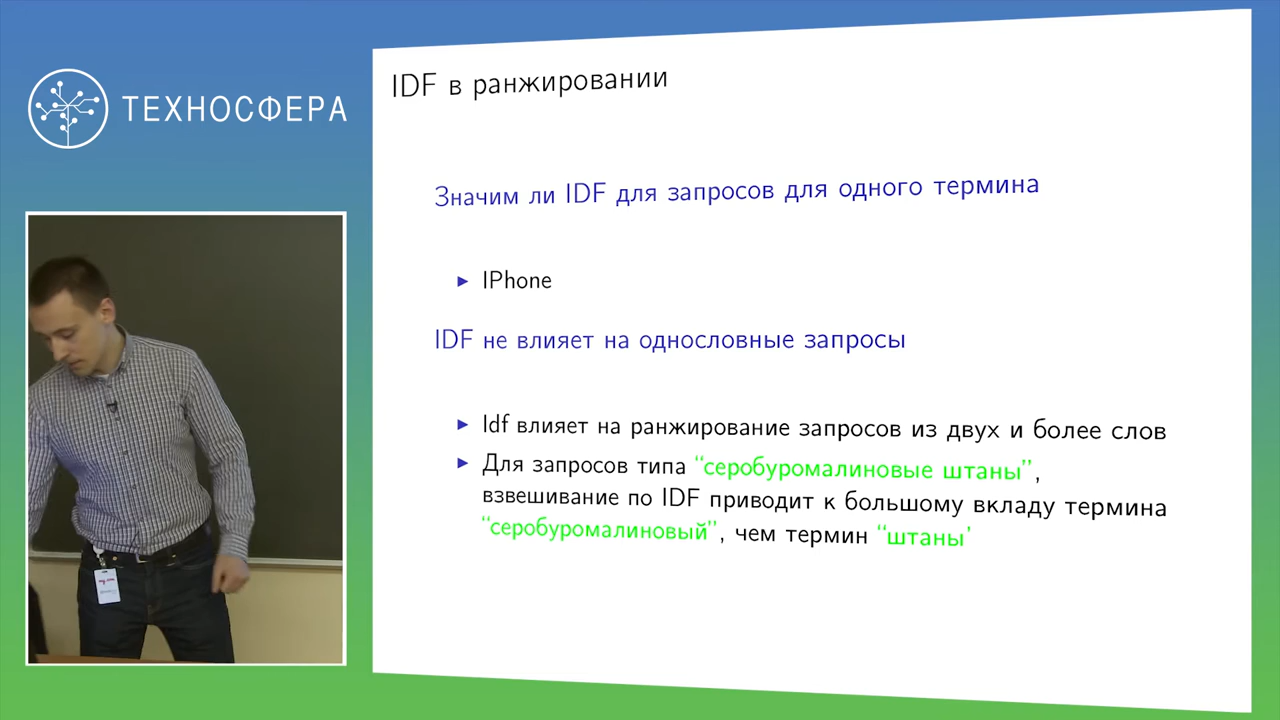 ТЕХНОСФЕРА
IDF в ранжировании
Значим ли IDF для запросов для одного термина
IPhone
IDF не влияет на однословные запросы
Idf влияет на ранжирование запросов из двух и более слов
Для запросов типа “серобуромалиновые штаны”,
взвешивание по IDF приводит к большому вкладу термина
“серобуромалиновый”, чем термин “штаны'